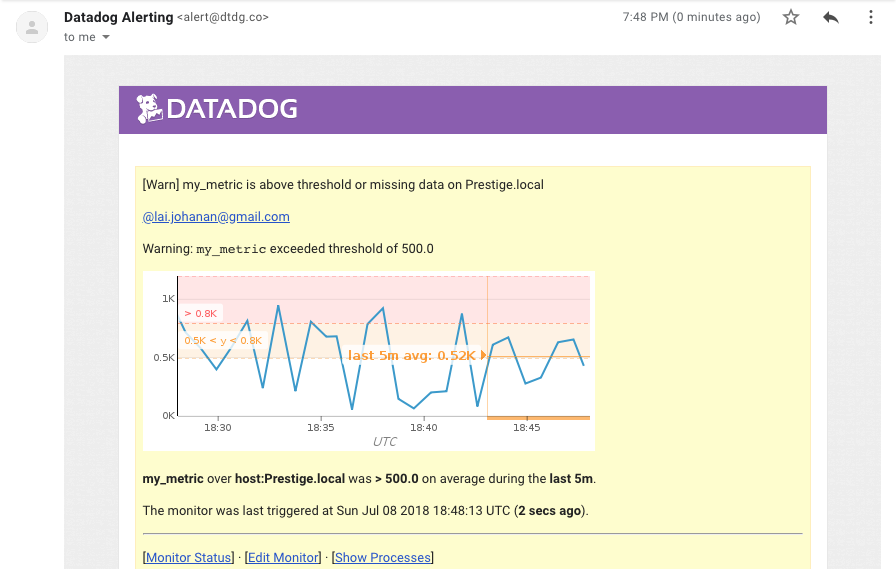 Datadog Alerting <alert@dtdg.co>
7:48 PM (0 minutes ago)
to me
DATADOG
[Warn] my_metric is above threshold or missing data on Prestige.local
@lai.johanan@gmail.com
Warning: my_metric exceeded threshold of 500.0
1K
> 0.8K
0.5K < y < 0.8K
0.5K
last 5m avg: 0.52K
0K
18:30 18:35 18:40 18:45
UTC
my_metric over host:Prestige.local was > 500.0 on average during the last 5m.
The monitor was last triggered at Sun Jul 08 2018 18:48:13 UTC (2 secs ago).
[Monitor Status] · [Edit Monitor] · [Show Processes]